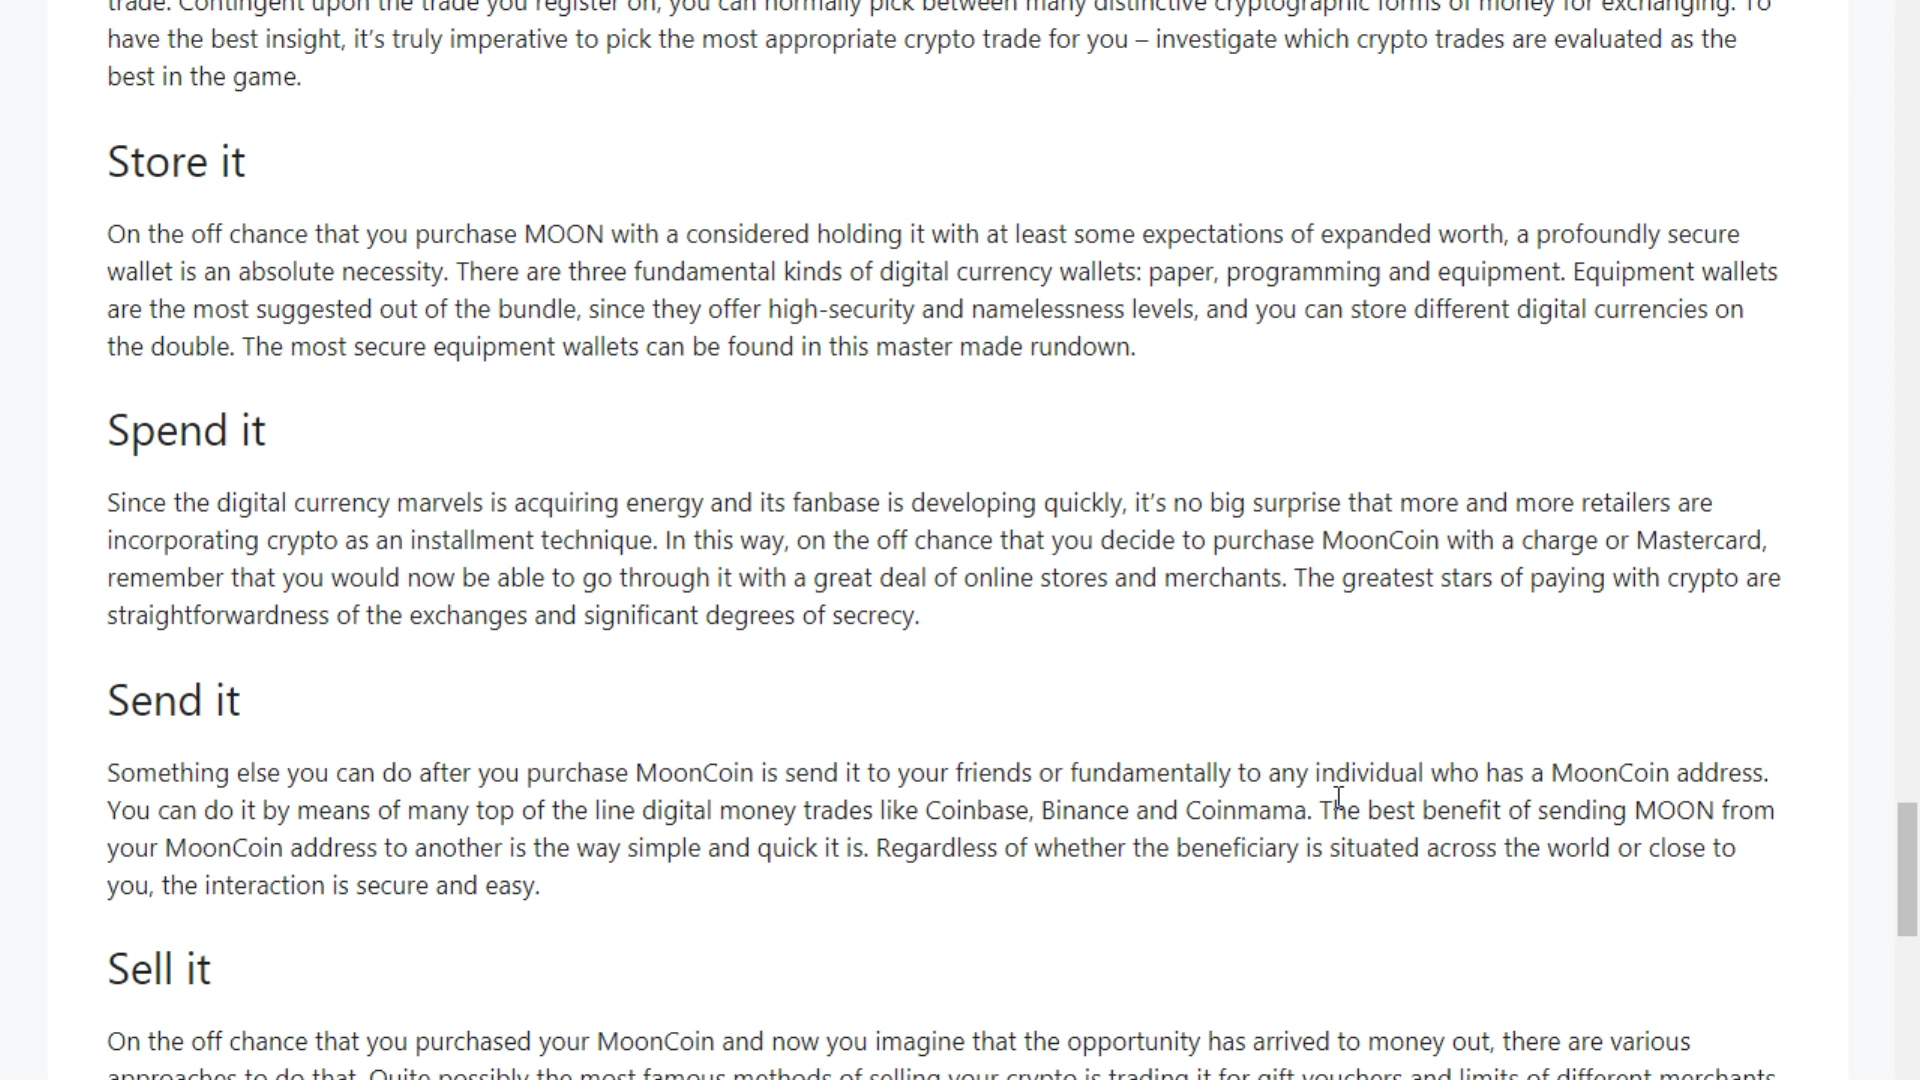 trade. Contingent upon the trade you register on, you can normally pick between many distinctive cryptographic forms of money for exchanging. To
have the best insight, it’s truly imperative to pick the most appropriate crypto trade for you – investigate which crypto trades are evaluated as the
best in the game.
Store it
On the off chance that you purchase MOON with a considered holding it with at least some expectations of expanded worth, a profoundly secure
wallet is an absolute necessity. There are three fundamental kinds of digital currency wallets: paper, programming and equipment. Equipment wallets
are the most suggested out of the bundle, since they offer high-security and namelessness levels, and you can store different digital currencies on
the double. The most secure equipment wallets can be found in this master made rundown.
Spend it
Since the digital currency marvels is acquiring energy and its fanbase is developing quickly, it’s no big surprise that more and more retailers are
incorporating crypto as an installment technique. In this way, on the off chance that you decide to purchase MoonCoin with a charge or Mastercard,
remember that you would now be able to go through it with a great deal of online stores and merchants. The greatest stars of paying with crypto are
straightforwardness of the exchanges and significant degrees of secrecy.
Send it
Something else you can do after you purchase MoonCoin is send it to your friends or fundamentally to any individual who has a MoonCoin address.
You can do it by means of many top of the line digital money trades like Coinbase, Binance and Coinmama. The best benefit of sending MOON from
your MoonCoin address to another is the way simple and quick it is. Regardless of whether the beneficiary is situated across the world or close to
you, the interaction is secure and easy.
Sell it
On the off chance that you purchased your MoonCoin and now you imagine that the opportunity has arrived to money out, there are various
approaches to do that. Quite possibly the most famous methods of selling your crypto is trading it for gift vouchers and limits of different merchants